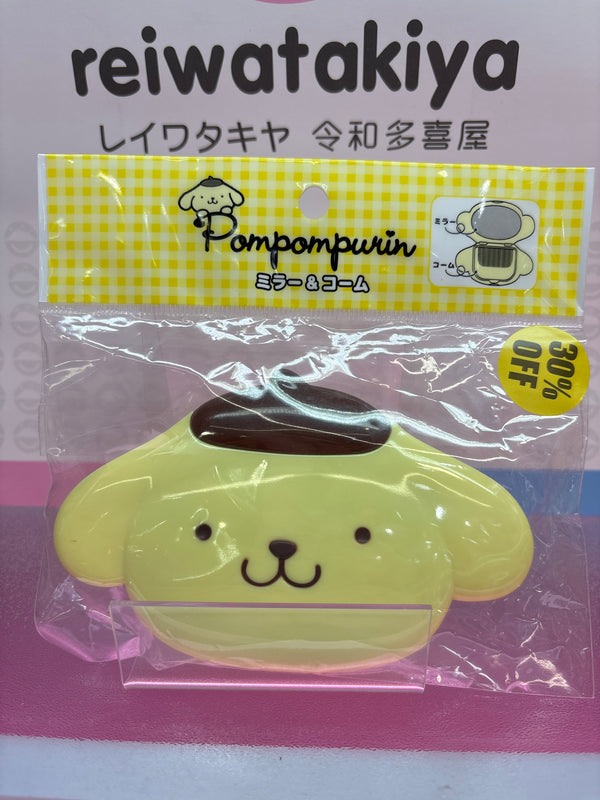 reiwatakiya
レイワタキヤ 令和多喜屋
Pompompurin
ミラー&コーム
ミラー
コーム
30%
OFF